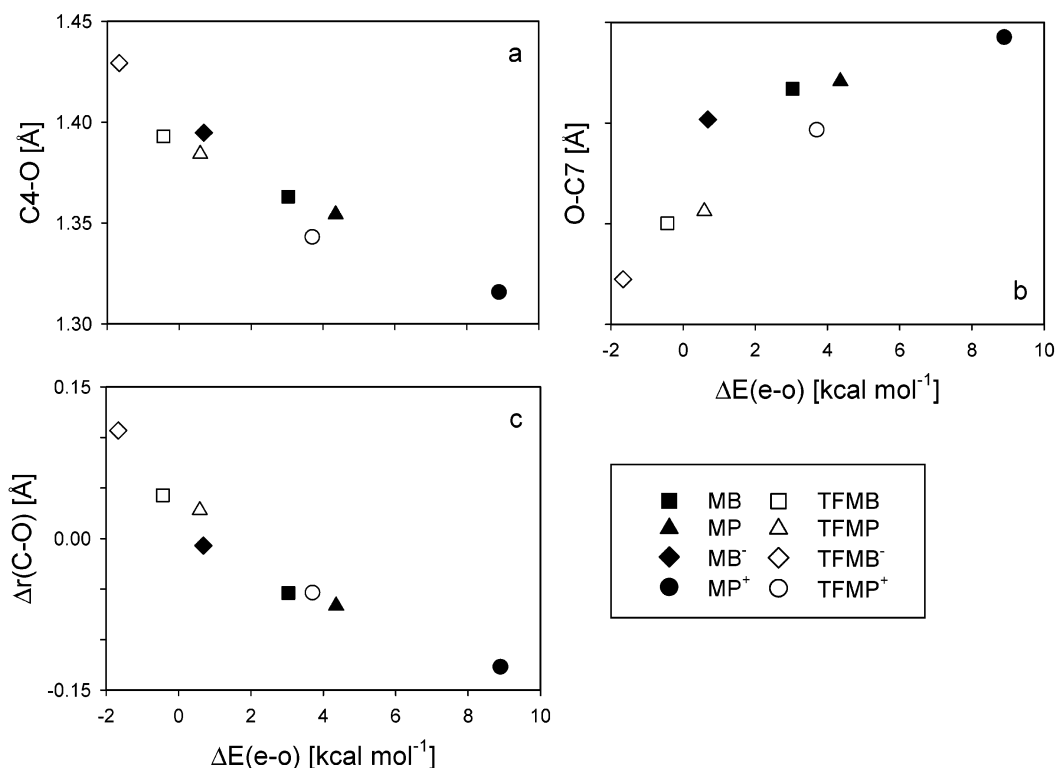 1.45
1.40
1.35
1.30
C4-O [Å]
a
O-C7 [Å]
b
-2 0 2 4 6 8 10
ΔE(e-o) [kcal mol⁻¹]
0.15
0.00
-0.15
Δr(C-O) [Å]
c
-2 0 2 4 6 8 10
ΔE(e-o) [kcal mol⁻¹]
MB TFMB
MP TFMP
MB⁻ TFMB⁻
MP⁺ TFMP⁺